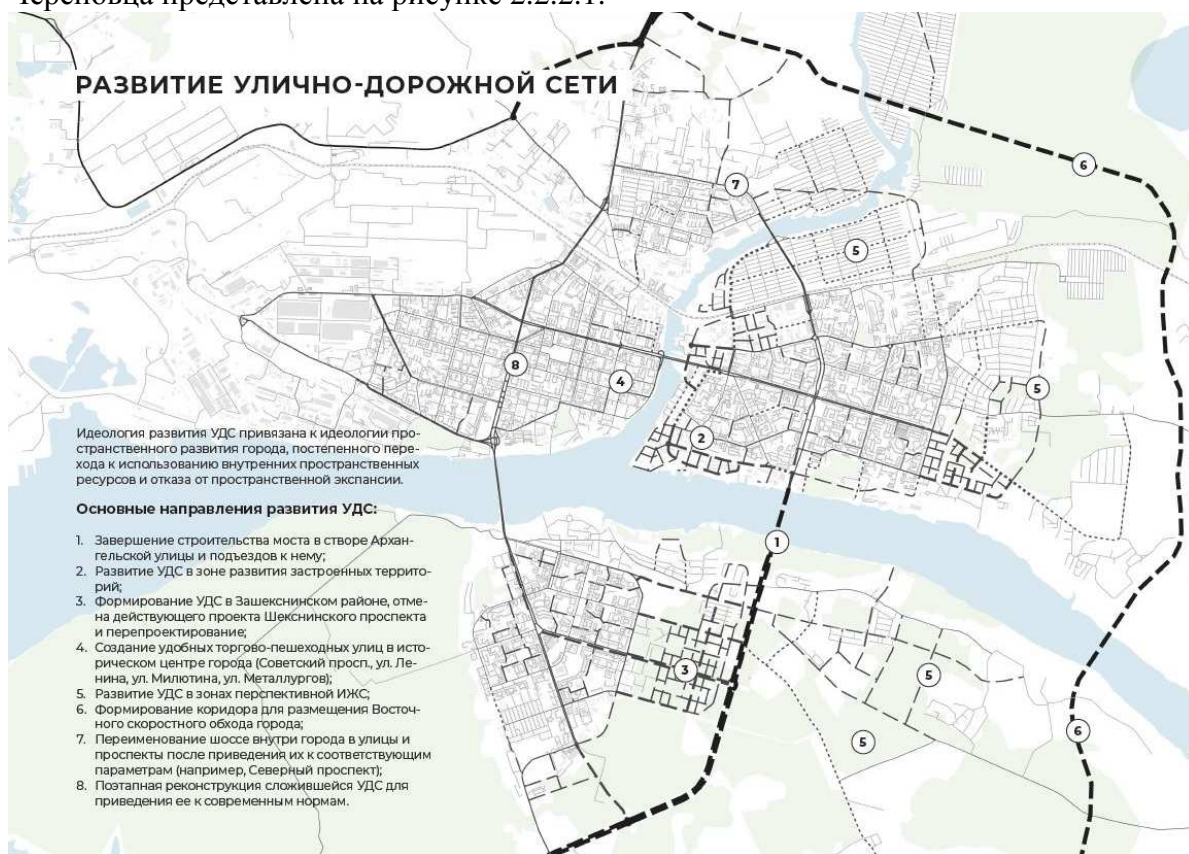 Череповца представлена на рисунке 2.2.2.1.
РАЗВИТИЕ УЛИЧНО-ДОРОЖНОЙ СЕТИ
6
7
5
8
4
5
2
Идеология развития УДС привязана к идеологии про-
странственного развития города, постепенного пере-
хода к использованию внутренних пространственных
ресурсов и отказа от пространственной экспансии.
Основные направления развития УДС:
1. Завершение строительства моста в створе Архан-
гельской улицы и подъездов к нему;
2. Развитие УДС в зоне развития застроенных террито-
рий;
3. Формирование УДС в Зашекснинском районе, отме-
на действующего проекта Шекснинского проспекта
и перепроектирование;
4. Создание удобных торгово-пешеходных улиц в исто-
рическом центре города (Советский просп., ул. Ле-
нина, ул. Милютина, ул. Металлургов);
5. Развитие УДС в зонах перспективной ИЖС;
6. Формирование коридора для размещения Восточ-
ного скоростного обхода города;
7. Переименование шоссе внутри города в улицы и
проспекты после приведения их к соответствующим
параметрам (например, Северный проспект);
8. Поэтапная реконструкция сложившейся УДС для
приведения ее к современным нормам.
1
3
5
5
6